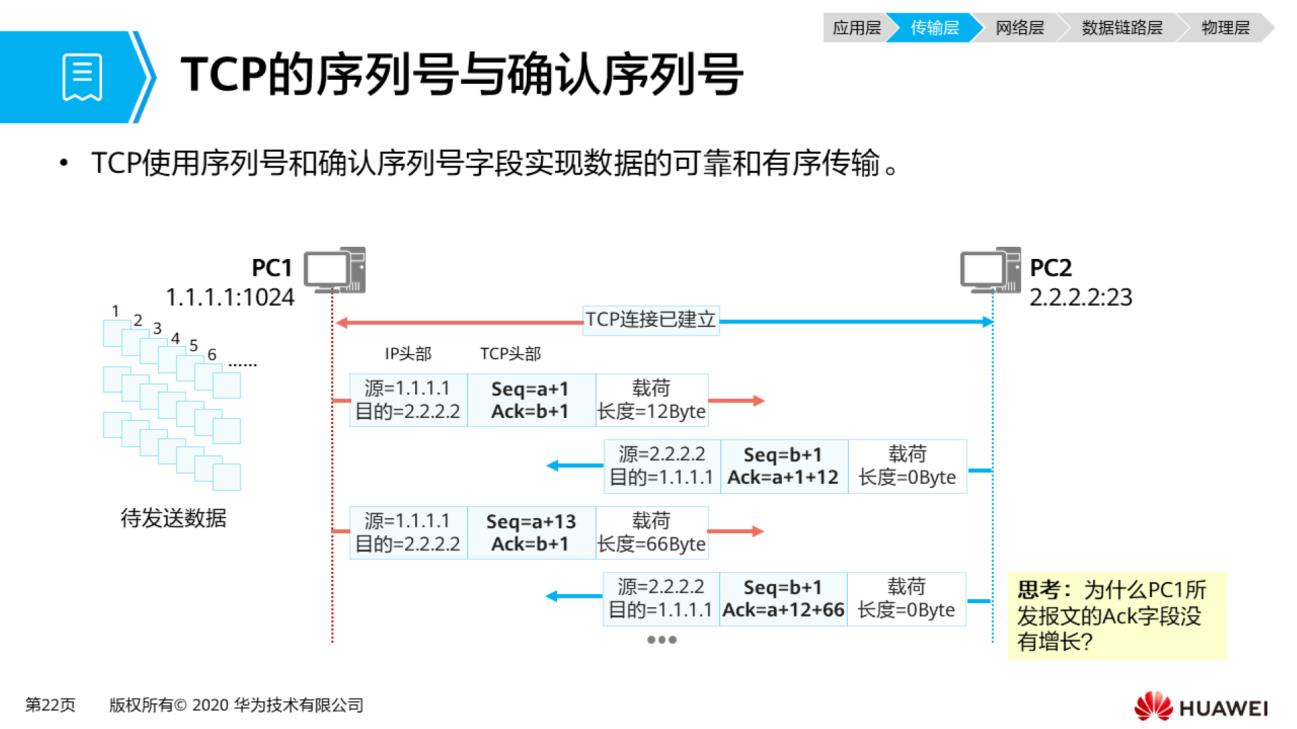 应用层 传输层 网络层 数据链路层 物理层
TCP的序列号与确认序列号
• TCP使用序列号和确认序列号字段实现数据的可靠和有序传输。
PC1
1.1.1.1:1024
PC2
2.2.2.2:23
1 2 3 4 5 6 ......
TCP连接已建立
IP头部 TCP头部
源=1.1.1.1 Seq=a+1 载荷
目的=2.2.2.2 Ack=b+1 长度=12Byte
源=2.2.2.2 Seq=b+1 载荷
目的=1.1.1.1 Ack=a+1+12 长度=0Byte
待发送数据
源=1.1.1.1 Seq=a+13 载荷
目的=2.2.2.2 Ack=b+1 长度=66Byte
源=2.2.2.2 Seq=b+1 载荷
目的=1.1.1.1 Ack=a+12+66 长度=0Byte
思考：为什么PC1所
发报文的Ack字段没
有增长？
第22页 版权所有© 2020 华为技术有限公司
HUAWEI